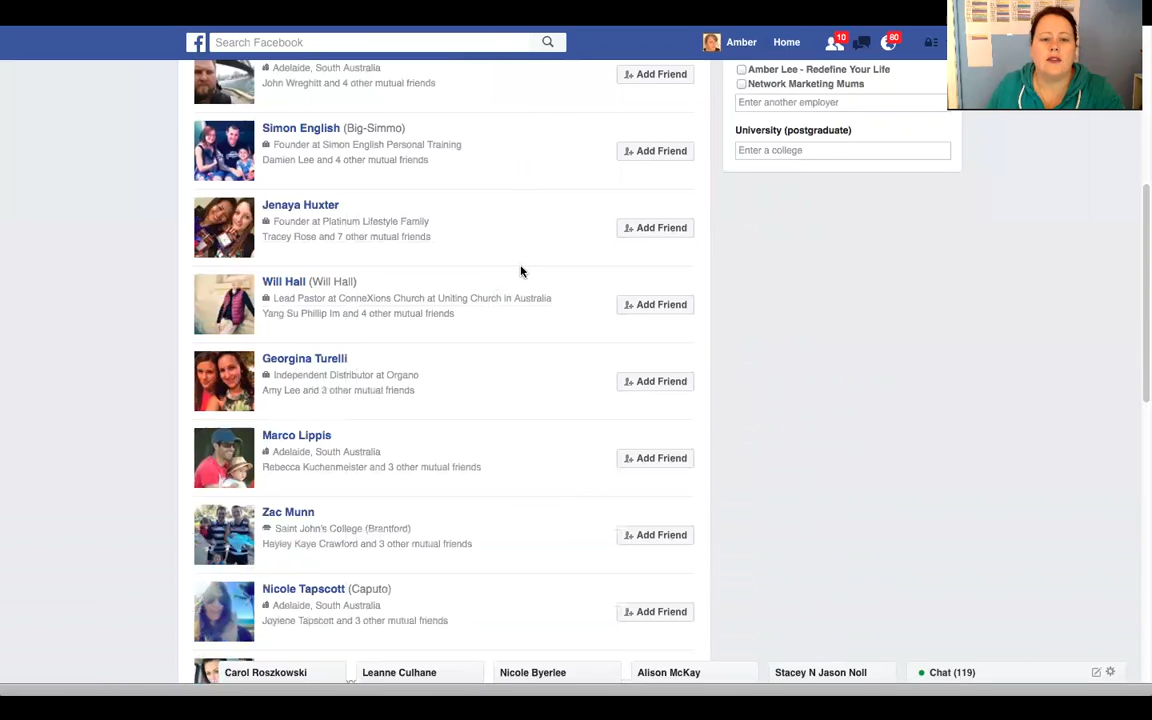 Search Facebook
Amber
Home
10
80
Adelaide, South Australia
John Wreghitt and 4 other mutual friends
Add Friend
Simon English (Big-Simmo)
Founder at Simon English Personal Training
Damien Lee and 4 other mutual friends
Add Friend
Jenaya Huxter
Founder at Platinum Lifestyle Family
Tracey Rose and 7 other mutual friends
Add Friend
Will Hall (Will Hall)
Lead Pastor at ConneXions Church at Uniting Church in Australia
Yang Su Phillip Im and 4 other mutual friends
Add Friend
Georgina Turelli
Independent Distributor at Organo
Amy Lee and 3 other mutual friends
Add Friend
Marco Lippis
Adelaide, South Australia
Rebecca Kuchenmeister and 3 other mutual friends
Add Friend
Zac Munn
Saint John's College (Brantford)
Hayley Kaye Crawford and 3 other mutual friends
Add Friend
Nicole Tapscott (Caputo)
Adelaide, South Australia
Joylene Tapscott and 3 other mutual friends
Add Friend
Amber Lee - Redefine Your Life
Network Marketing Mums
Enter another employer
University (postgraduate)
Enter a college
Carol Roszkowski
Leanne Culhane
Nicole Byerlee
Alison McKay
Stacey N Jason Noll
Chat (119)